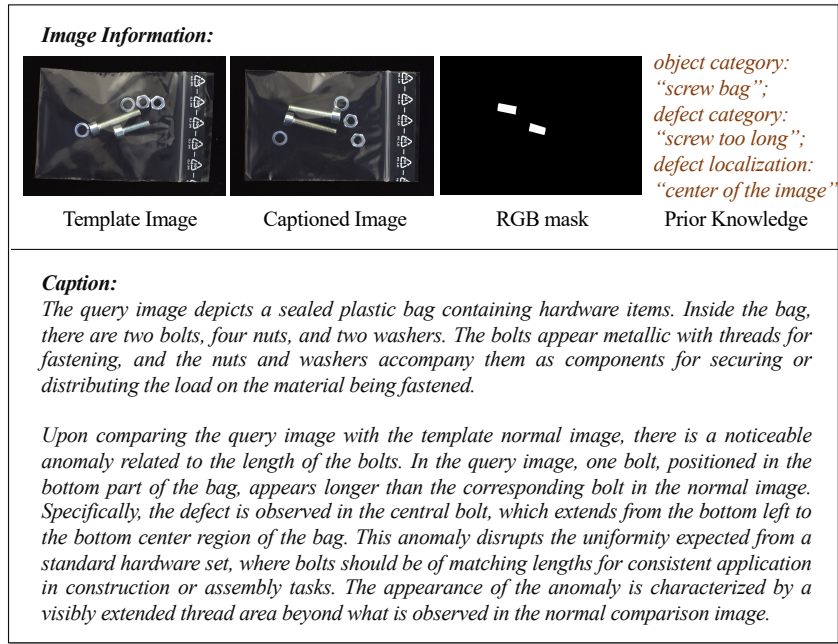 Image Information:
object category:
“screw bag”;
defect category:
“screw too long”;
defect localization:
“center of the image”
Template Image
Captioned Image
RGB mask
Prior Knowledge
Caption:
The query image depicts a sealed plastic bag containing hardware items. Inside the bag,
there are two bolts, four nuts, and two washers. The bolts appear metallic with threads for
fastening, and the nuts and washers accompany them as components for securing or
distributing the load on the material being fastened.
Upon comparing the query image with the template normal image, there is a noticeable
anomaly related to the length of the bolts. In the query image, one bolt, positioned in the
bottom part of the bag, appears longer than the corresponding bolt in the normal image.
Specifically, the defect is observed in the central bolt, which extends from the bottom left to
the bottom center region of the bag. This anomaly disrupts the uniformity expected from a
standard hardware set, where bolts should be of matching lengths for consistent application
in construction or assembly tasks. The appearance of the anomaly is characterized by a
visibly extended thread area beyond what is observed in the normal comparison image.